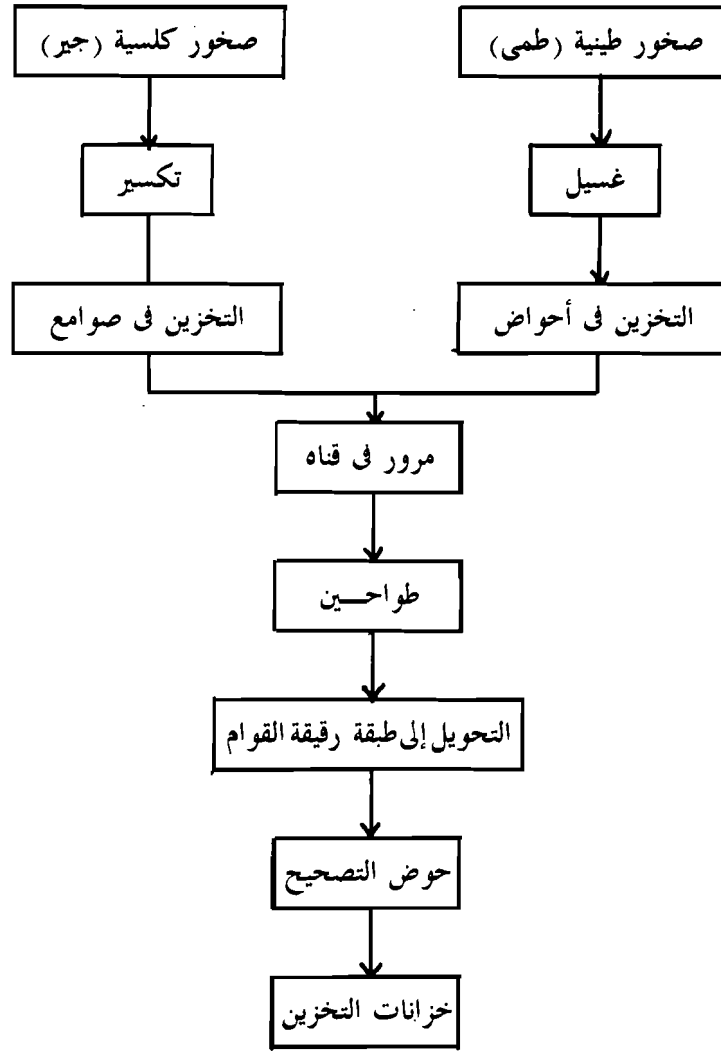 صخور طينية (طمى)
صخور كلسية (جير)
غسيل
تكسير
التخزين فى أحواض
التخزين فى صوامع
مرور فى قناه
طواحــين
التحويل إلى طبقة رقيقة القوام
حوض التصحيح
خزانات التخزين